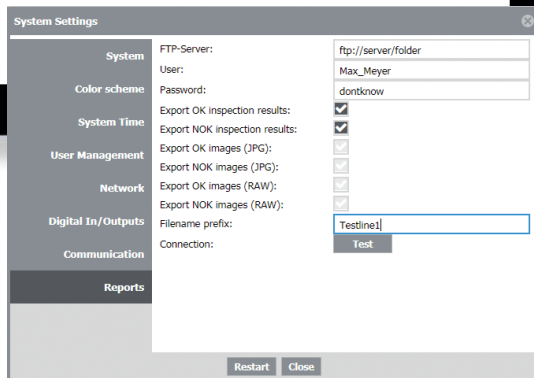 System Settings
System
Color scheme
System Time
User Management
Network
Digital In/Outputs
Communication
Reports
FTP-Server: ftp://server/folder
User: Max_Meyer
Password: dontknow
Export OK inspection results:
Export NOK inspection results:
Export OK images (JPG):
Export NOK images (JPG):
Export OK images (RAW):
Export NOK images (RAW):
Filename prefix: Testline1
Connection: Test
Restart Close